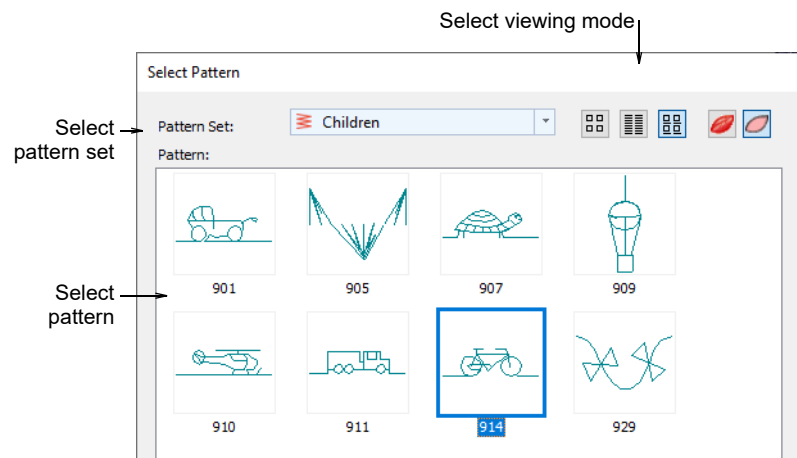 Select viewing mode
Select Pattern
Select
pattern set
Pattern Set:
Children
Pattern:
901
905
907
909
Select
pattern
910
911
914
929